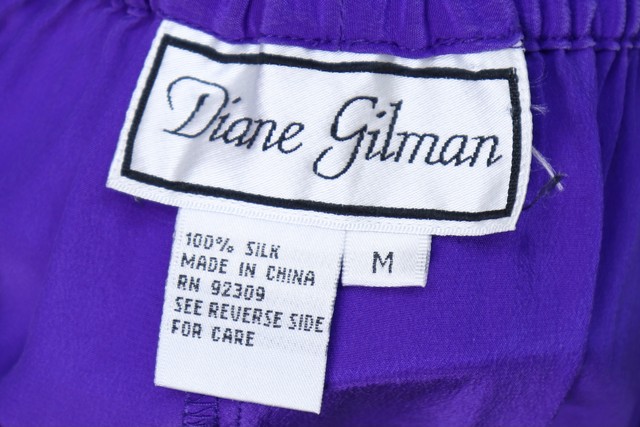 Diane Gilman
100% SILK
MADE IN CHINA
RN 92309
SEE REVERSE SIDE
FOR CARE
M